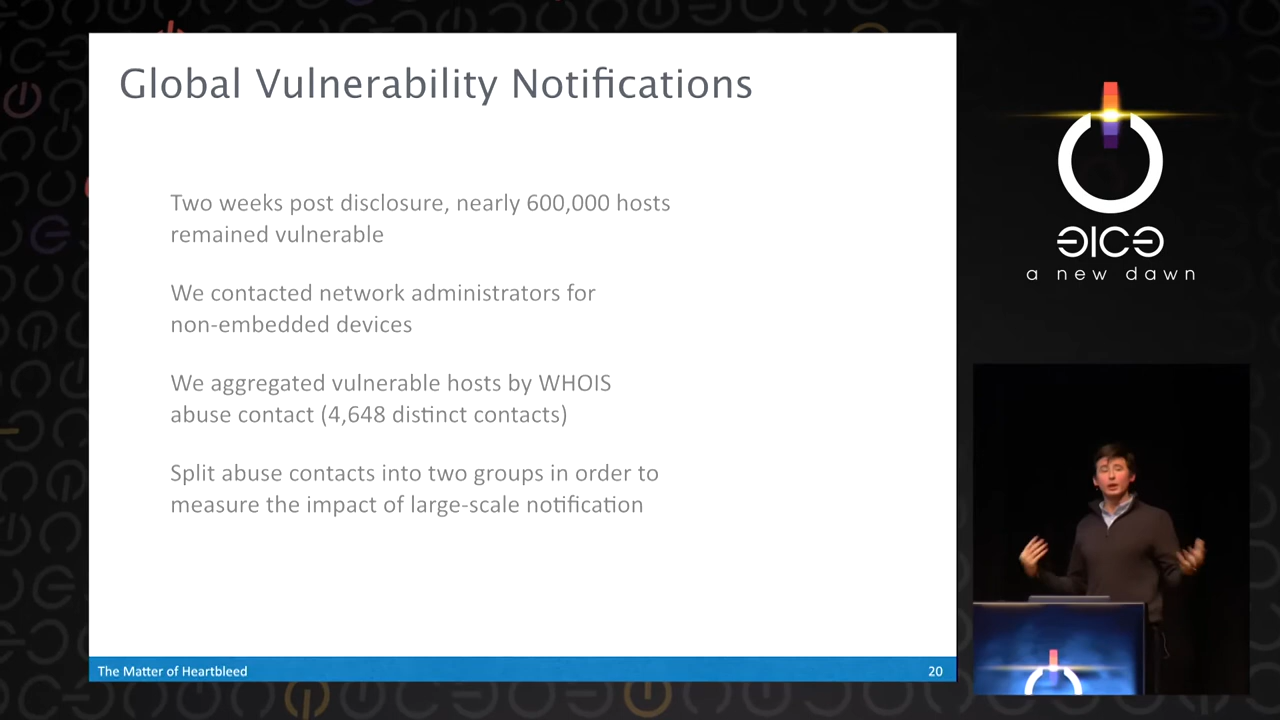 Global Vulnerability Notifications
Two weeks post disclosure, nearly 600,000 hosts
remained vulnerable
We contacted network administrators for
non-embedded devices
We aggregated vulnerable hosts by WHOIS
abuse contact (4,648 distinct contacts)
Split abuse contacts into two groups in order to
measure the impact of large-scale notification
The Matter of Heartbleed
20
a new dawn